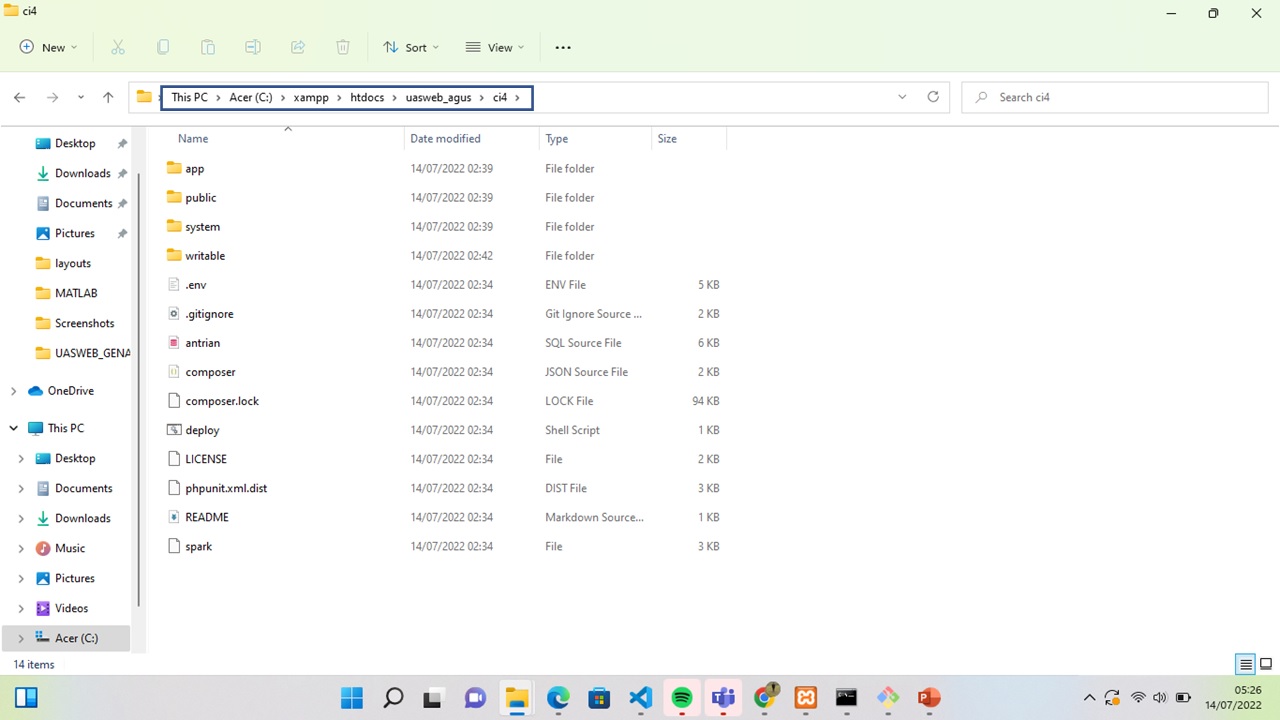 ci4
New
Sort
View
This PC > Acer (C:) > xampp > htdocs > uasweb_agus > ci4 >
Search ci4
Name Date modified Type Size
Desktop
Downloads
Documents
Pictures
layouts
MATLAB
Screenshots
UASWEB_GENA
OneDrive
This PC
Desktop
Documents
Downloads
Music
Pictures
Videos
Acer (C:)
app 14/07/2022 02:39 File folder
public 14/07/2022 02:39 File folder
system 14/07/2022 02:39 File folder
writable 14/07/2022 02:42 File folder
.env 14/07/2022 02:34 ENV File 5 KB
.gitignore 14/07/2022 02:34 Git Ignore Source ... 2 KB
antrian 14/07/2022 02:34 SQL Source File 6 KB
composer 14/07/2022 02:34 JSON Source File 2 KB
composer.lock 14/07/2022 02:34 LOCK File 94 KB
deploy 14/07/2022 02:34 Shell Script 1 KB
LICENSE 14/07/2022 02:34 File 2 KB
phpunit.xml.dist 14/07/2022 02:34 DIST File 3 KB
README 14/07/2022 02:34 Markdown Source... 1 KB
spark 14/07/2022 02:34 File 3 KB
14 items
05:26
14/07/2022